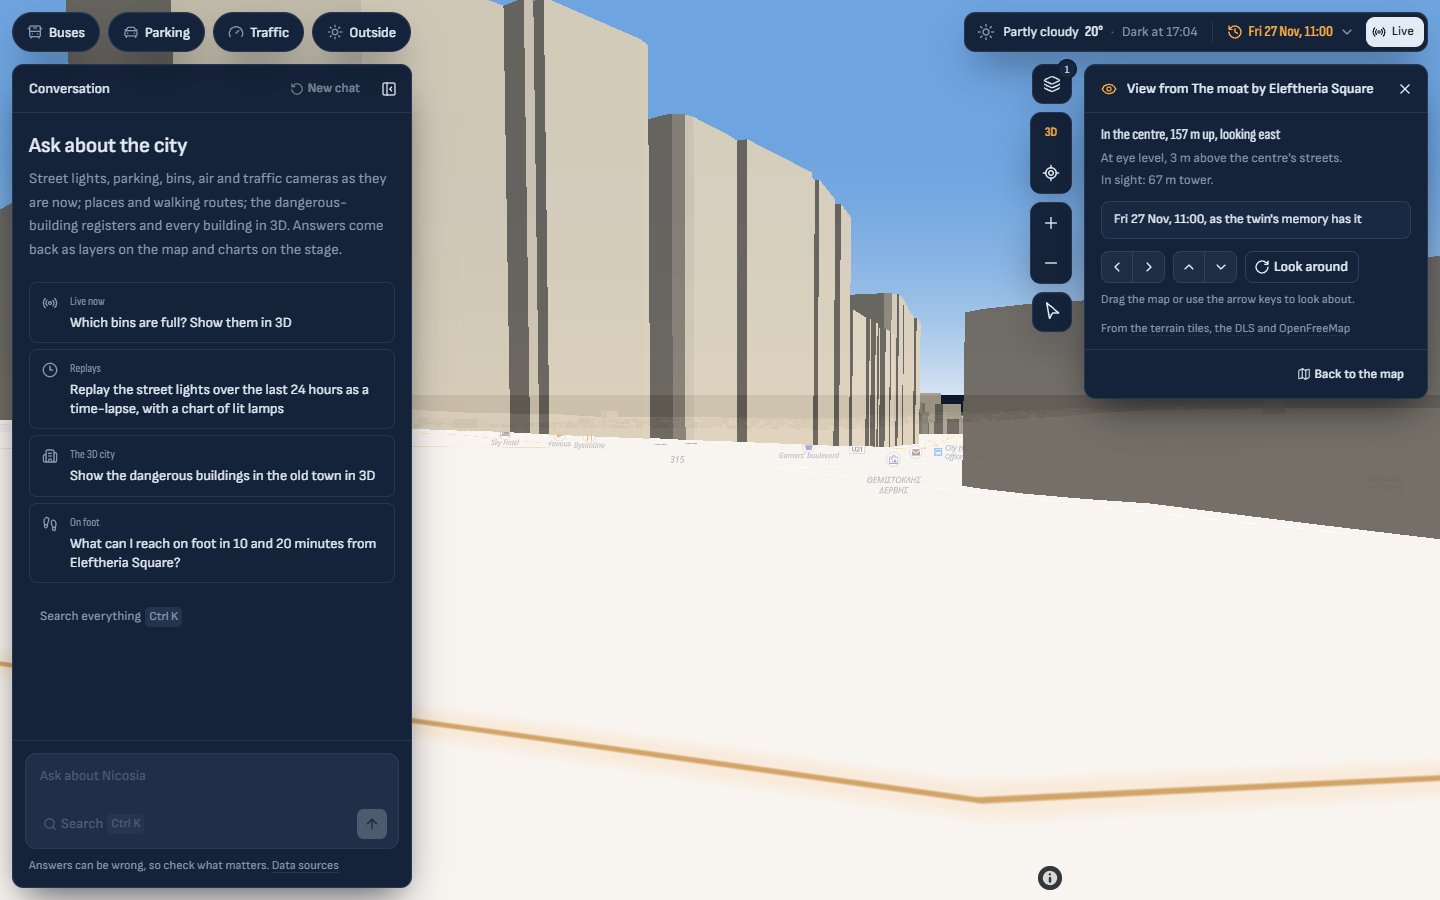 Buses
Parking
Traffic
Outside
Partly cloudy 20° · Dark at 17:04
Fri 27 Nov, 11:00
Live
Conversation
New chat
Ask about the city
Street lights, parking, bins, air and traffic cameras as they
are now; places and walking routes; the dangerous-
building registers and every building in 3D. Answers come
back as layers on the map and charts on the stage.
Live now
Which bins are full? Show them in 3D
Replays
Replay the street lights over the last 24 hours as a
time-lapse, with a chart of lit lamps
The 3D city
Show the dangerous buildings in the old town in 3D
On foot
What can I reach on foot in 10 and 20 minutes from
Eleftheria Square?
Search everything Ctrl K
Ask about Nicosia
Search Ctrl K
Answers can be wrong, so check what matters. Data sources
1
3D
View from The moat by Eleftheria Square
In the centre, 157 m up, looking east
At eye level, 3 m above the centre's streets.
In sight: 67 m tower.
Fri 27 Nov, 11:00, as the twin's memory has it
Look around
Drag the map or use the arrow keys to look about.
From the terrain tiles, the DLS and OpenFreeMap
Back to the map
Sky Hotel
Famous Byzantino
315
Gamers' boulevard
U21
City
Office
ΘΕΜΙΣΤΟΚΛΗΣ
ΔΕΡΒΗΣ